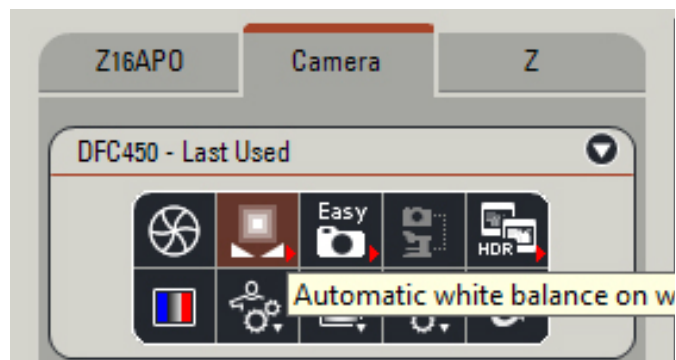 Z16APO Camera Z
DFC450 - Last Used
Easy
HDR
Automatic white balance on